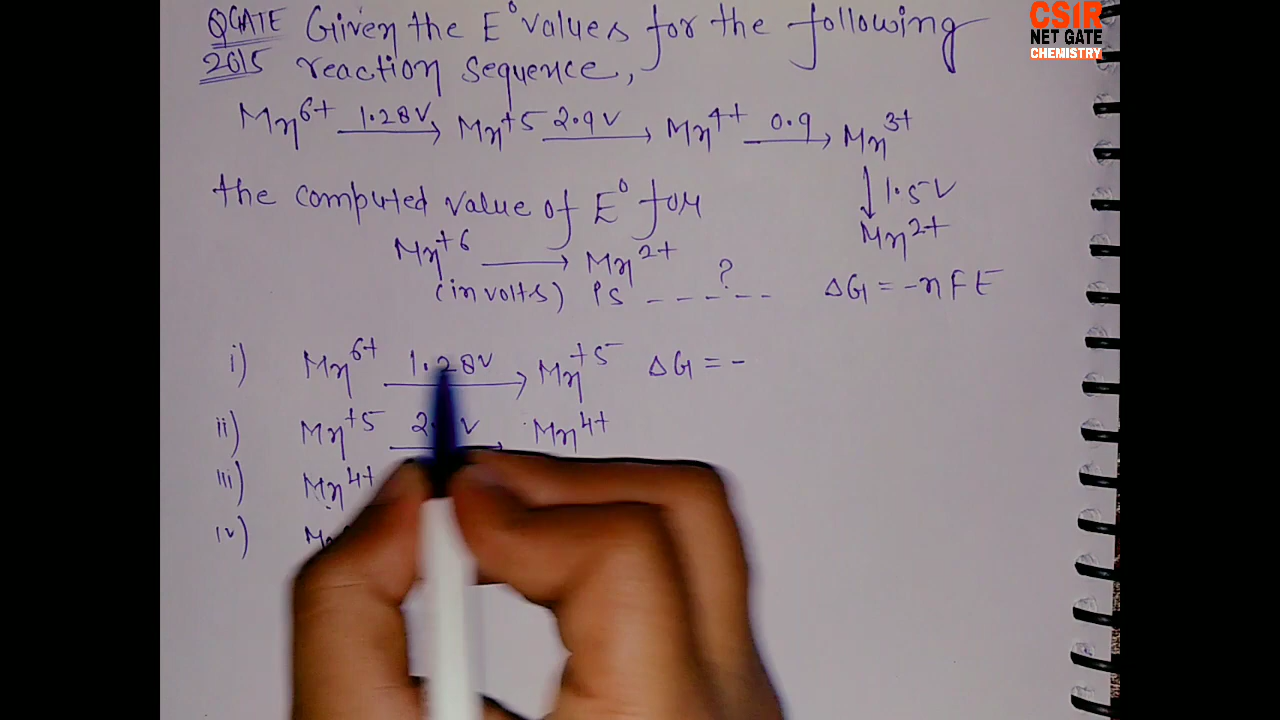 QGATE Given the E° values for the following
2015 reaction sequence,
Mn6+ 1.28V → Mn+5 2.9V → Mn4+ 0.9 → Mn3+
↓ 1.5V
Mn2+
the computed value of E° for
Mn+6 → Mn2+
(in volts) is ----- ? ΔG = -nFE
i) Mn6+ 1.28V → Mn+5 ΔG = -
ii) Mn+5 2. V → Mn4+
iii) Mn4+
iv)
CSIR
NET GATE
CHEMISTRY